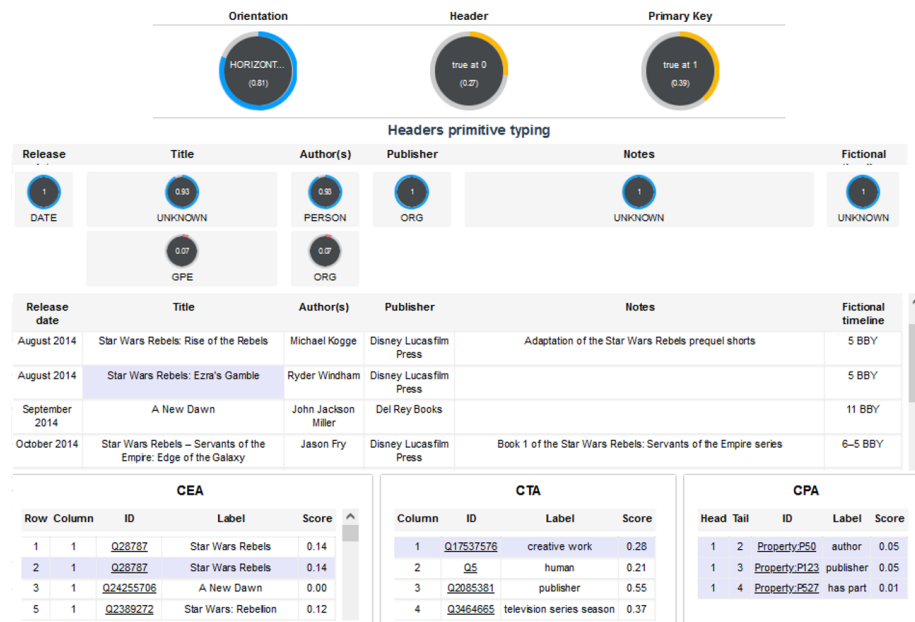 Orientation Header Primary Key
HORIZONT... true at 0 true at 1
(0.81) (0.27) (0.39)
Headers primitive typing
Release Title Author(s) Publisher Notes Fictional
1 0.93 0.93 1 1 1
DATE UNKNOWN PERSON ORG UNKNOWN UNKNOWN
0.07 0.07
GPE ORG
Release Title Author(s) Publisher Notes Fictional
date timeline
August 2014 Star Wars Rebels: Rise of the Rebels Michael Kogge Disney Lucasfilm Adaptation of the Star Wars Rebels prequel shorts 5 BBY
Press
August 2014 Star Wars Rebels: Ezra's Gamble Ryder Windham Disney Lucasfilm 5 BBY
Press
September A New Dawn John Jackson Del Rey Books 11 BBY
2014 Miller
October 2014 Star Wars Rebels – Servants of the Jason Fry Disney Lucasfilm Book 1 of the Star Wars Rebels: Servants of the Empire series 6–5 BBY
Empire: Edge of the Galaxy Press
CEA CTA CPA
Row Column ID Label Score Column ID Label Score Head Tail ID Label Score
1 1 Q28787 Star Wars Rebels 0.14 1 Q17537576 creative work 0.28 1 2 Property:P50 author 0.05
2 1 Q28787 Star Wars Rebels 0.14 2 Q5 human 0.21 1 3 Property:P123 publisher 0.05
3 1 Q24255706 A New Dawn 0.00 3 Q2085381 publisher 0.55 1 4 Property:P527 has part 0.01
5 1 Q2389272 Star Wars: Rebelion 0.12 4 Q3464665 television series season 0.37